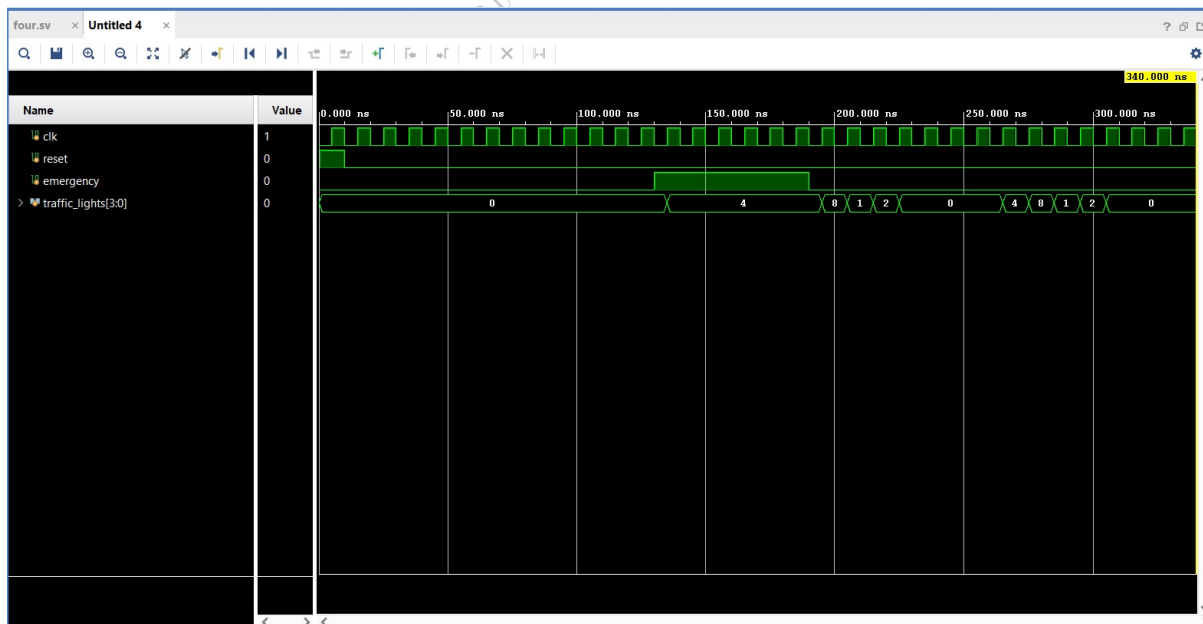 four.sv × Untitled 4 ×
?
340.000 ns
Name Value
0.000 ns 50.000 ns 100.000 ns 150.000 ns 200.000 ns 250.000 ns 300.000 ns
clk 1
reset 0
emergency 0
traffic_lights[3:0] 0 0 4 8 1 2 0 4 8 1 2 0